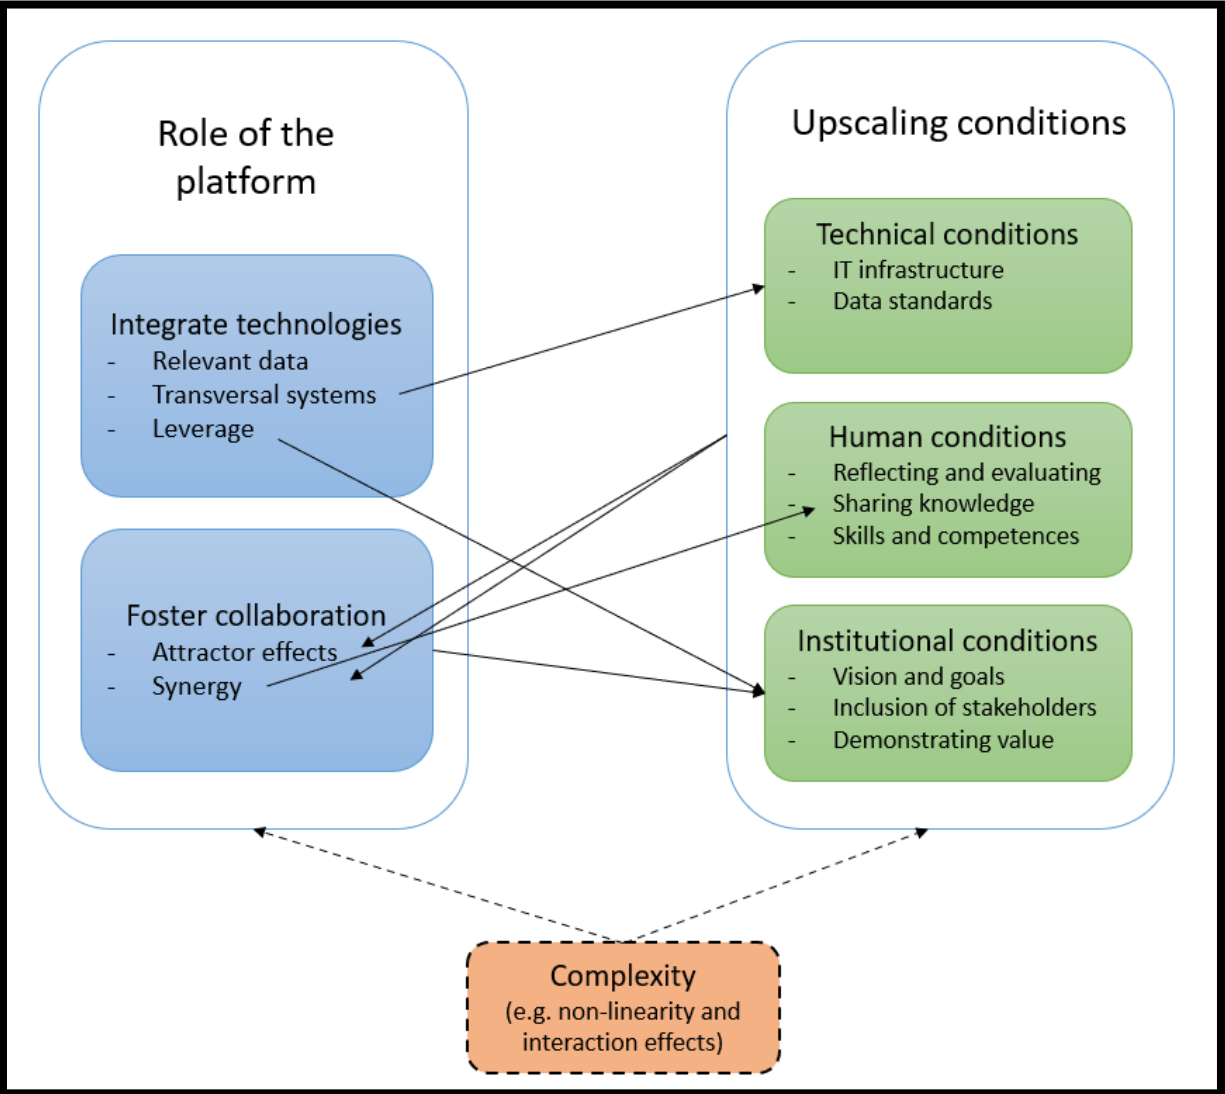 Role of the
platform
Integrate technologies
- Relevant data
- Transversal systems
- Leverage
Foster collaboration
- Attractor effects
- Synergy
Upscaling conditions
Technical conditions
- IT infrastructure
- Data standards
Human conditions
- Reflecting and evaluating
- Sharing knowledge
- Skills and competences
Institutional conditions
- Vision and goals
- Inclusion of stakeholders
- Demonstrating value
Complexity
(e.g. non-linearity and
interaction effects)